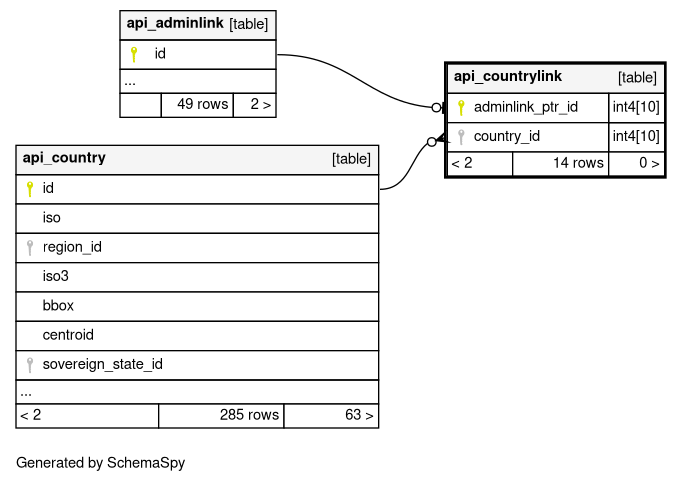 api_adminlink [table]
id
...
49 rows 2 >
api_countrylink [table]
adminlink_ptr_id int4[10]
country_id int4[10]
< 2 14 rows 0 >
api_country [table]
id
iso
region_id
iso3
bbox
centroid
sovereign_state_id
...
< 2 285 rows 63 >
Generated by SchemaSpy